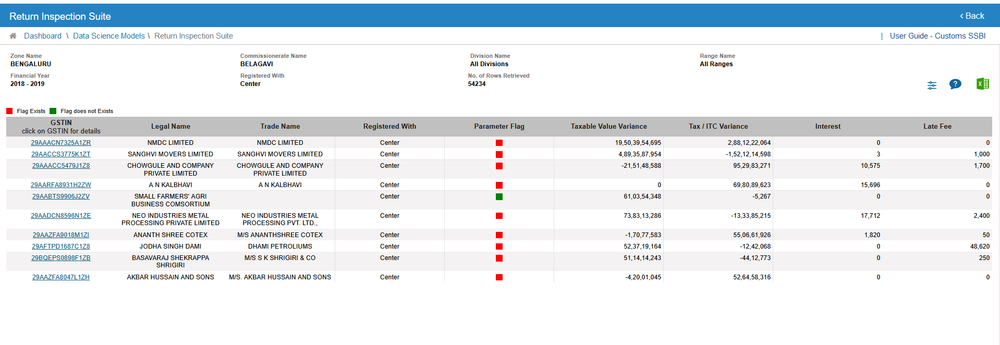 Return Inspection Suite
Back
Dashboard \ Data Science Models \ Return Inspection Suite
| User Guide - Customs SSBI
Zone Name
BENGALURU
Commissionerate Name
BELAGAVI
Division Name
All Divisions
Range Name
All Ranges
Financial Year
2018 - 2019
Registered With
Center
No. of Rows Retrieved
54234
Flag Exists Flag does not Exists
GSTIN
click on GSTIN for details
Legal Name Trade Name Registered With Parameter Flag Taxable Value Variance Tax / ITC Variance Interest Late Fee
29AAACN7325A1ZR NMDC LIMITED NMDC LIMITED Center 19,50,39,54,695 2,88,12,22,064 0 0
29AACCS3775K1ZT SANGHVI MOVERS LIMITED SANGHVI MOVERS LIMITED Center 4,89,35,87,954 -1,52,12,14,598 3 1,000
29AAACC5479J1Z8 CHOWGULE AND COMPANY CHOWGULE AND COMPANY Center -21,51,48,588 95,29,83,271 10,575 1,700
PRIVATE LIMITED PRIVATE LIMITED
29AARFA8931H2ZW A N KALBHAVI A N KALBHAVI Center 0 69,80,89,623 15,696 0
29AABTS9906J2ZV SMALL FARMERS' AGRI Center 61,03,54,348 -5,267 0 0
BUSINESS COMSORTIUM
29AADCN8596N1ZE NEO INDUSTRIES METAL NEO INDUSTRIES METAL Center 73,83,13,286 -13,33,85,215 17,712 2,400
PROCESSING PRIVATE LIMITED PROCESSING PVT. LTD.,
29AAZFA9018M1ZI ANANTH SHREE COTEX M/S ANANTHSHREE COTEX Center -1,70,77,583 55,06,61,926 1,820 50
29AFTPD1687C1Z8 JODHA SINGH DAMI DHAMI PETROLIUMS Center 52,37,19,164 -12,42,068 0 48,620
29BQEPS0898F1ZB BASAVARAJ SHEKRAPPA M/S S K SHRIGIRI & CO Center 51,14,14,243 -44,12,773 0 250
SHRIGIRI
29AAZFA8047L1ZH AKBAR HUSSAIN AND SONS M/S. AKBAR HUSSAIN AND SONS Center -4,20,01,045 52,64,58,316 0 0